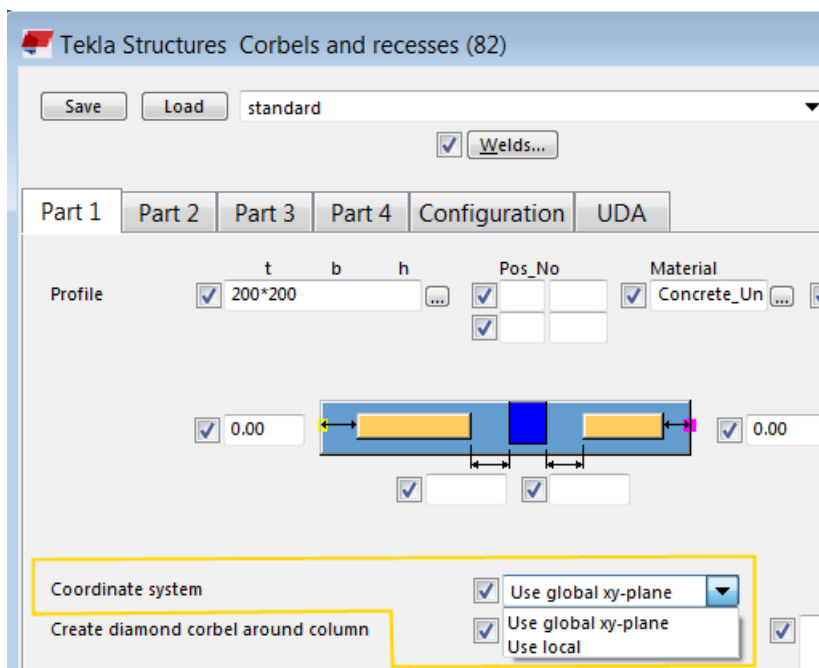 Tekla Structures Corbels and recesses (82)
Save Load standard
Welds...
Part 1 Part 2 Part 3 Part 4 Configuration UDA
t b h Pos_No Material
Profile 200*200 ... Concrete_Un ...
0.00 0.00
Coordinate system Use global xy-plane
Create diamond corbel around column Use global xy-plane
Use local